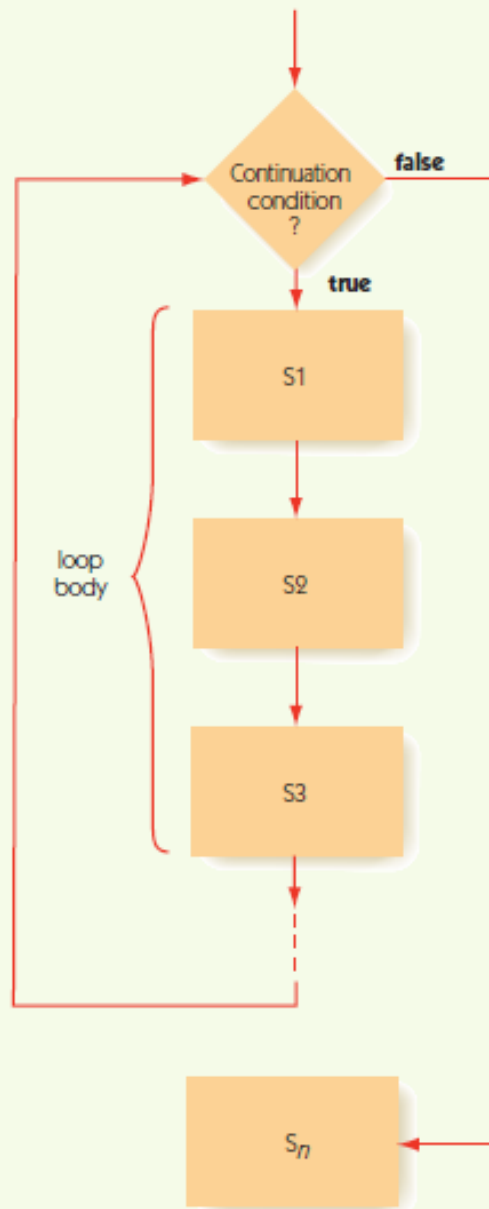 Continuation
condition
?
false
true
S1
loop
body
S2
S3
Sn